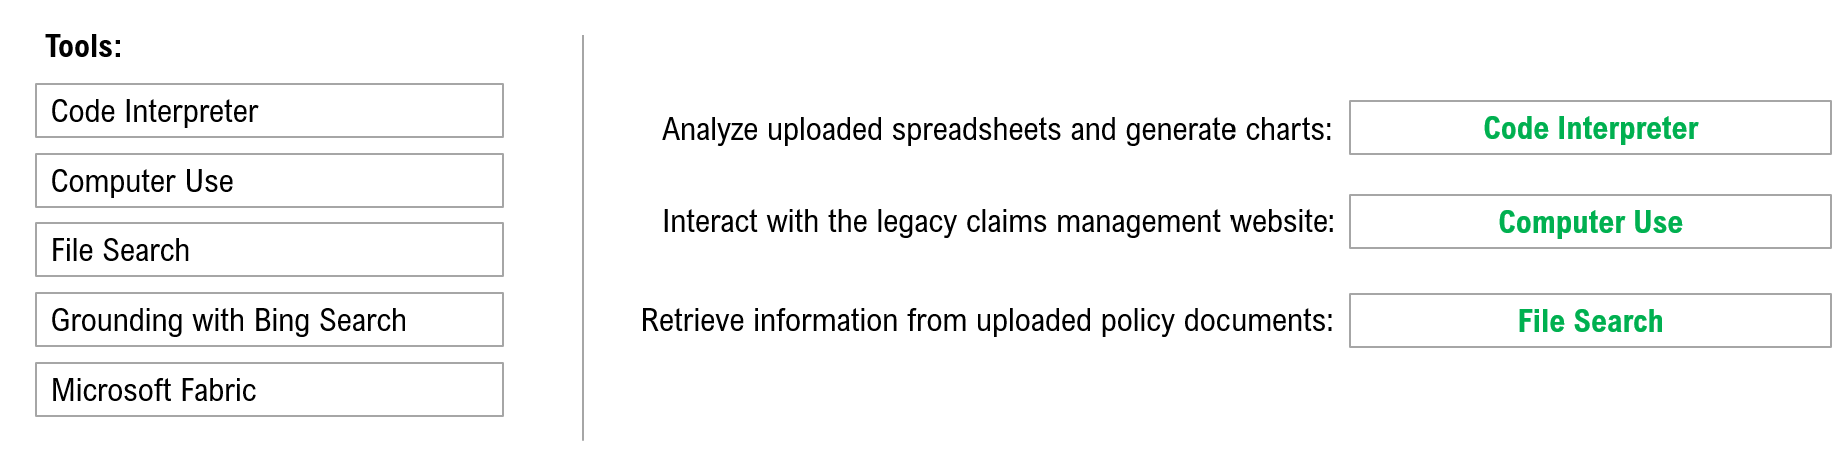 Tools:
Code Interpreter
Computer Use
File Search
Grounding with Bing Search
Microsoft Fabric
Analyze uploaded spreadsheets and generate charts: Code Interpreter
Interact with the legacy claims management website: Computer Use
Retrieve information from uploaded policy documents: File Search